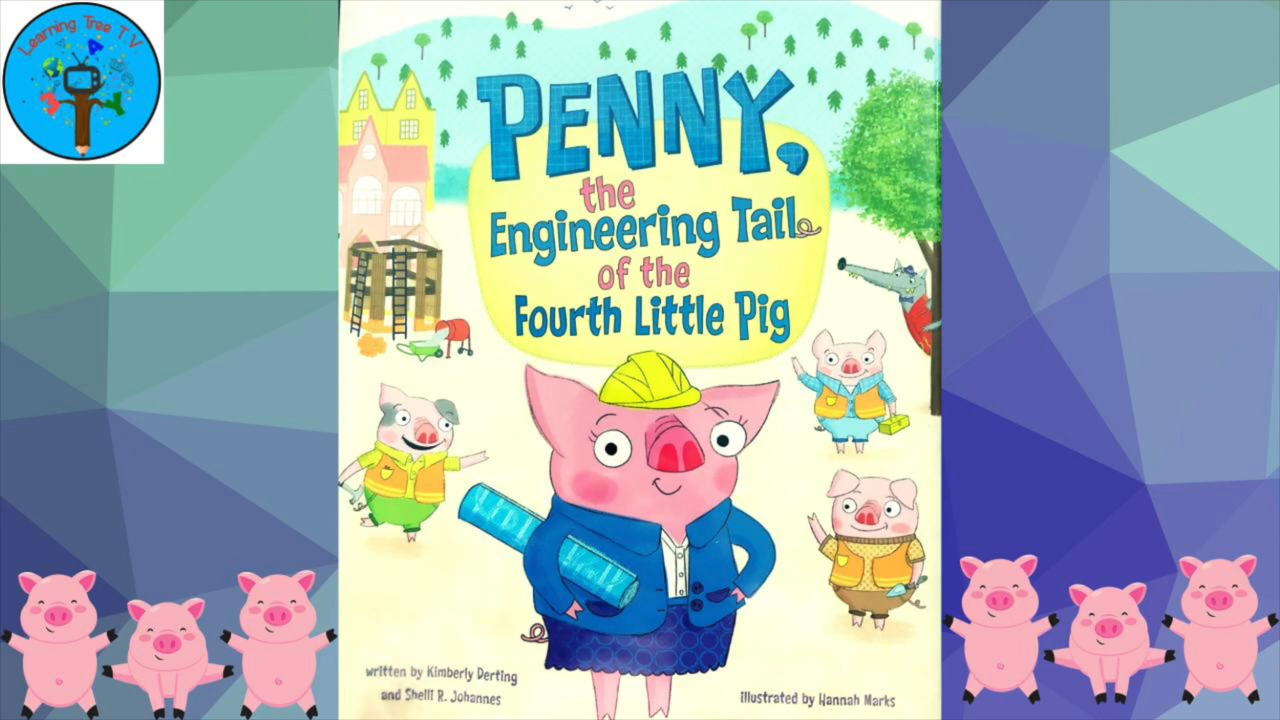 Learning Tree TV
PENNY,
the
Engineering Tail
of the
Fourth Little Pig
written by Kimberly Derting
and Shelli R. Johannes
illustrated by Hannah Marks